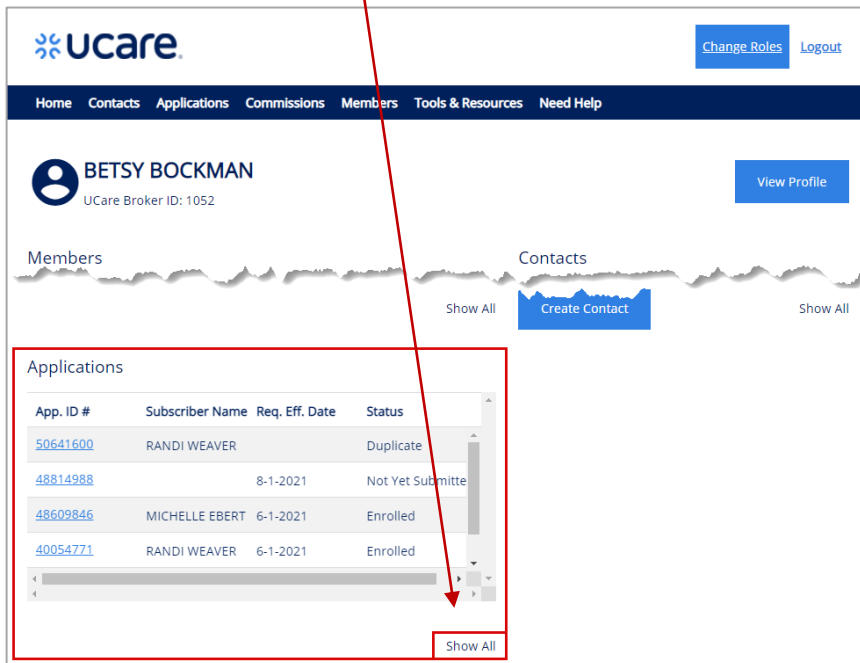 ucare.
Change Roles Logout
Home Contacts Applications Commissions Members Tools & Resources Need Help
BETSY BOCKMAN
UCare Broker ID: 1052
View Profile
Members
Contacts
Show All
Create Contact
Show All
Applications
App. ID # Subscriber Name Req. Eff. Date Status
50641600 RANDI WEAVER Duplicate
48814988 8-1-2021 Not Yet Submitte
48609846 MICHELLE EBERT 6-1-2021 Enrolled
40054771 RANDI WEAVER 6-1-2021 Enrolled
Show All